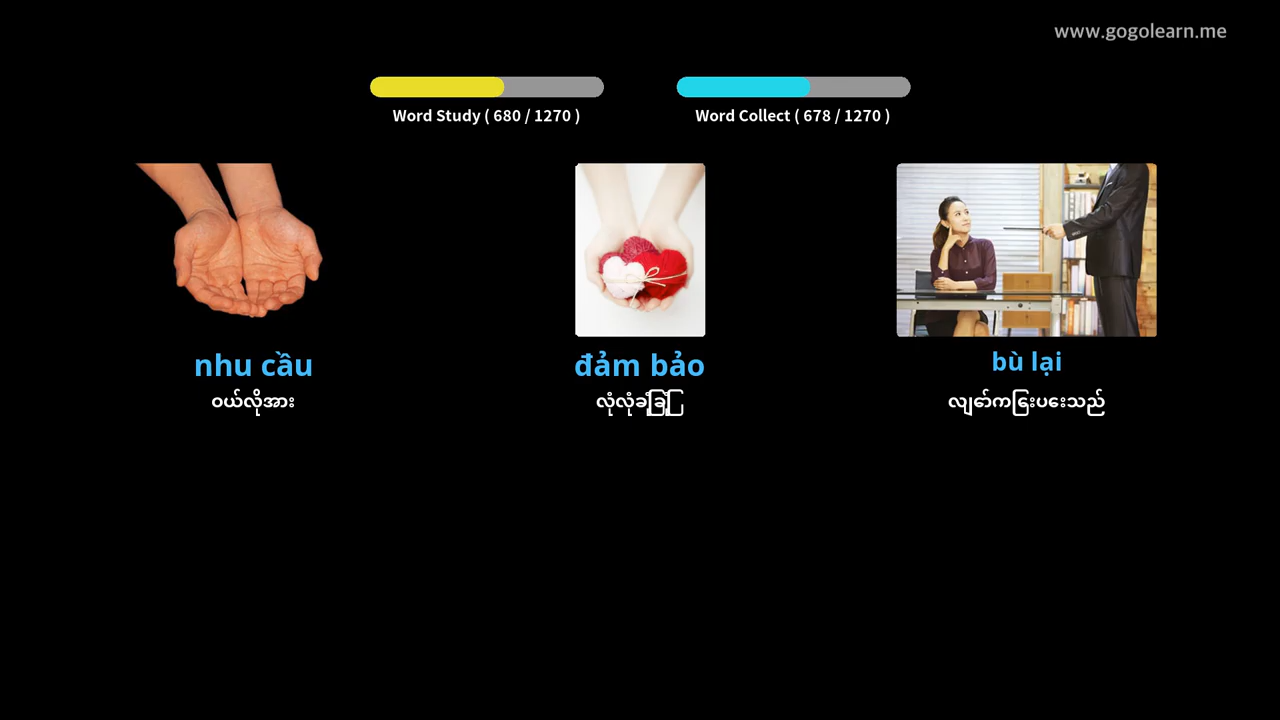 www.gogolearn.me
Word Study ( 680 / 1270 )
Word Collect ( 678 / 1270 )
nhu cầu
đảm bảo
bù lại
ဝယ်လိုအား
လုံလုံခြုံခြုံ
လျော်ကြေးပေးသည်